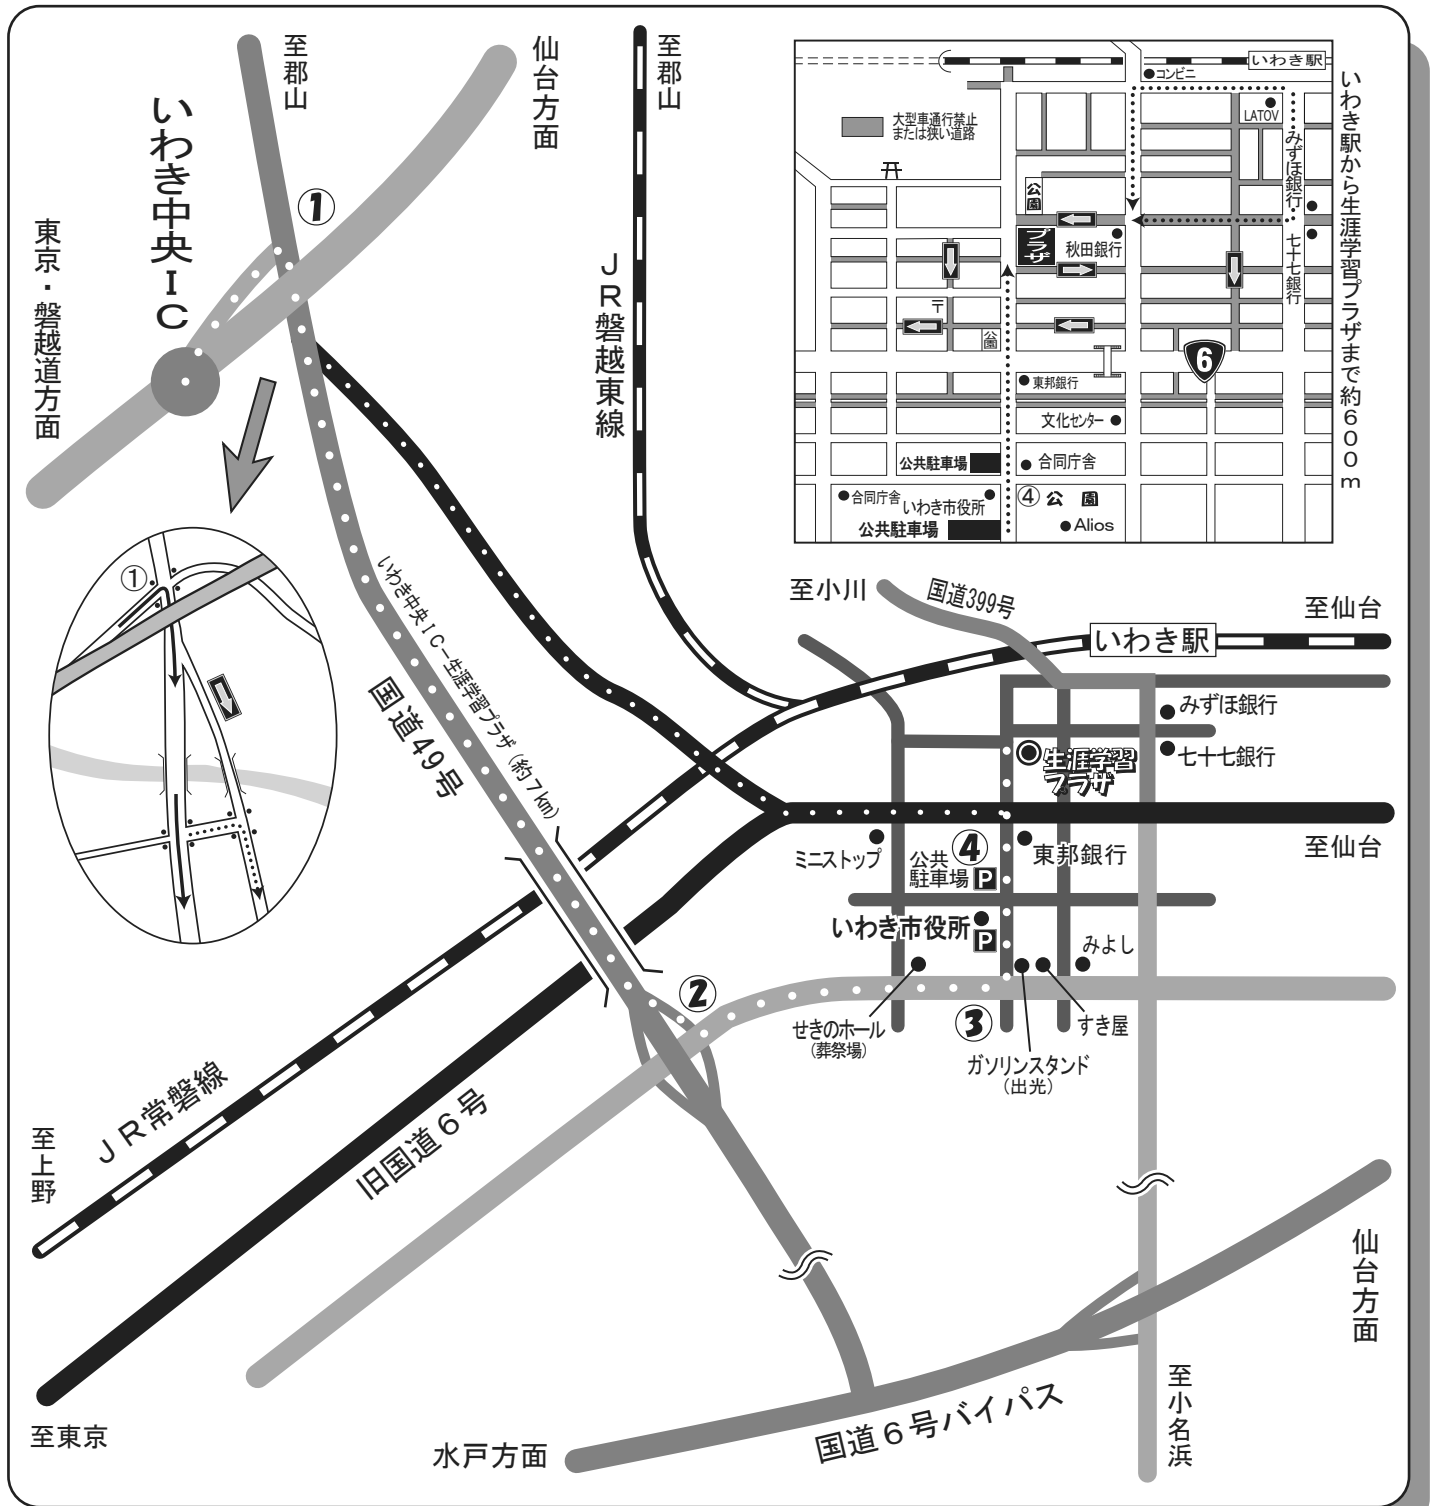 至郡山
仙台方面
至郡山
いわき中央IC
①
東京・磐越道方面
JR磐越東線
いわき駅
コンビニ
LATOV
大型車通行禁止
または狭い道路
みずほ銀行
公園
プラザ
秋田銀行
七十七銀行
〒
公園
6
東邦銀行
文化センター
公共駐車場
合同庁舎
合同庁舎
いわき市役所
④
公園
公共駐車場
Alios
いわき駅から生涯学習プラザまで約600m
①
いわき中央IC－生涯学習プラザ(約7km)
国道49号
至小川
国道399号
至仙台
いわき駅
みずほ銀行
生涯学習
プラザ
七十七銀行
至仙台
ミニストップ
公共
駐車場
④
P
東邦銀行
いわき市役所
P
みよし
②
せきのホール
(葬祭場)
③
すき屋
ガソリンスタンド
(出光)
JR常磐線
至上野
旧国道6号
至東京
水戸方面
国道6号バイパス
仙台方面
至小名浜